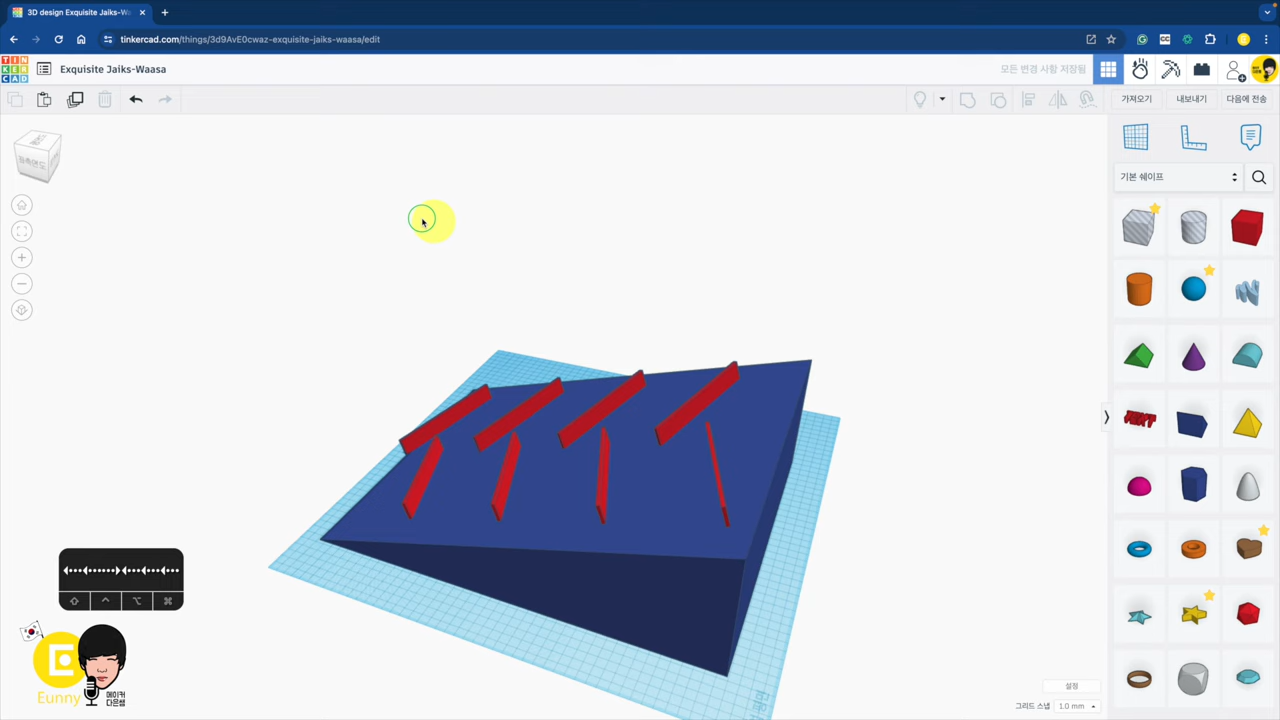 3D design Exquisite Jaiks-Wa
tinkercad.com/things/3d9AvE0cwaz-exquisite-jaiks-waasa/edit
TIN
KER
CAD
Exquisite Jaiks-Waasa
모든 변경 사항 저장됨
가져오기
내보내기
다음에 전송
기본 쉐이프
TEXT
Eunny
메이커
다은쌤
설정
그리드 스냅
1.0 mm